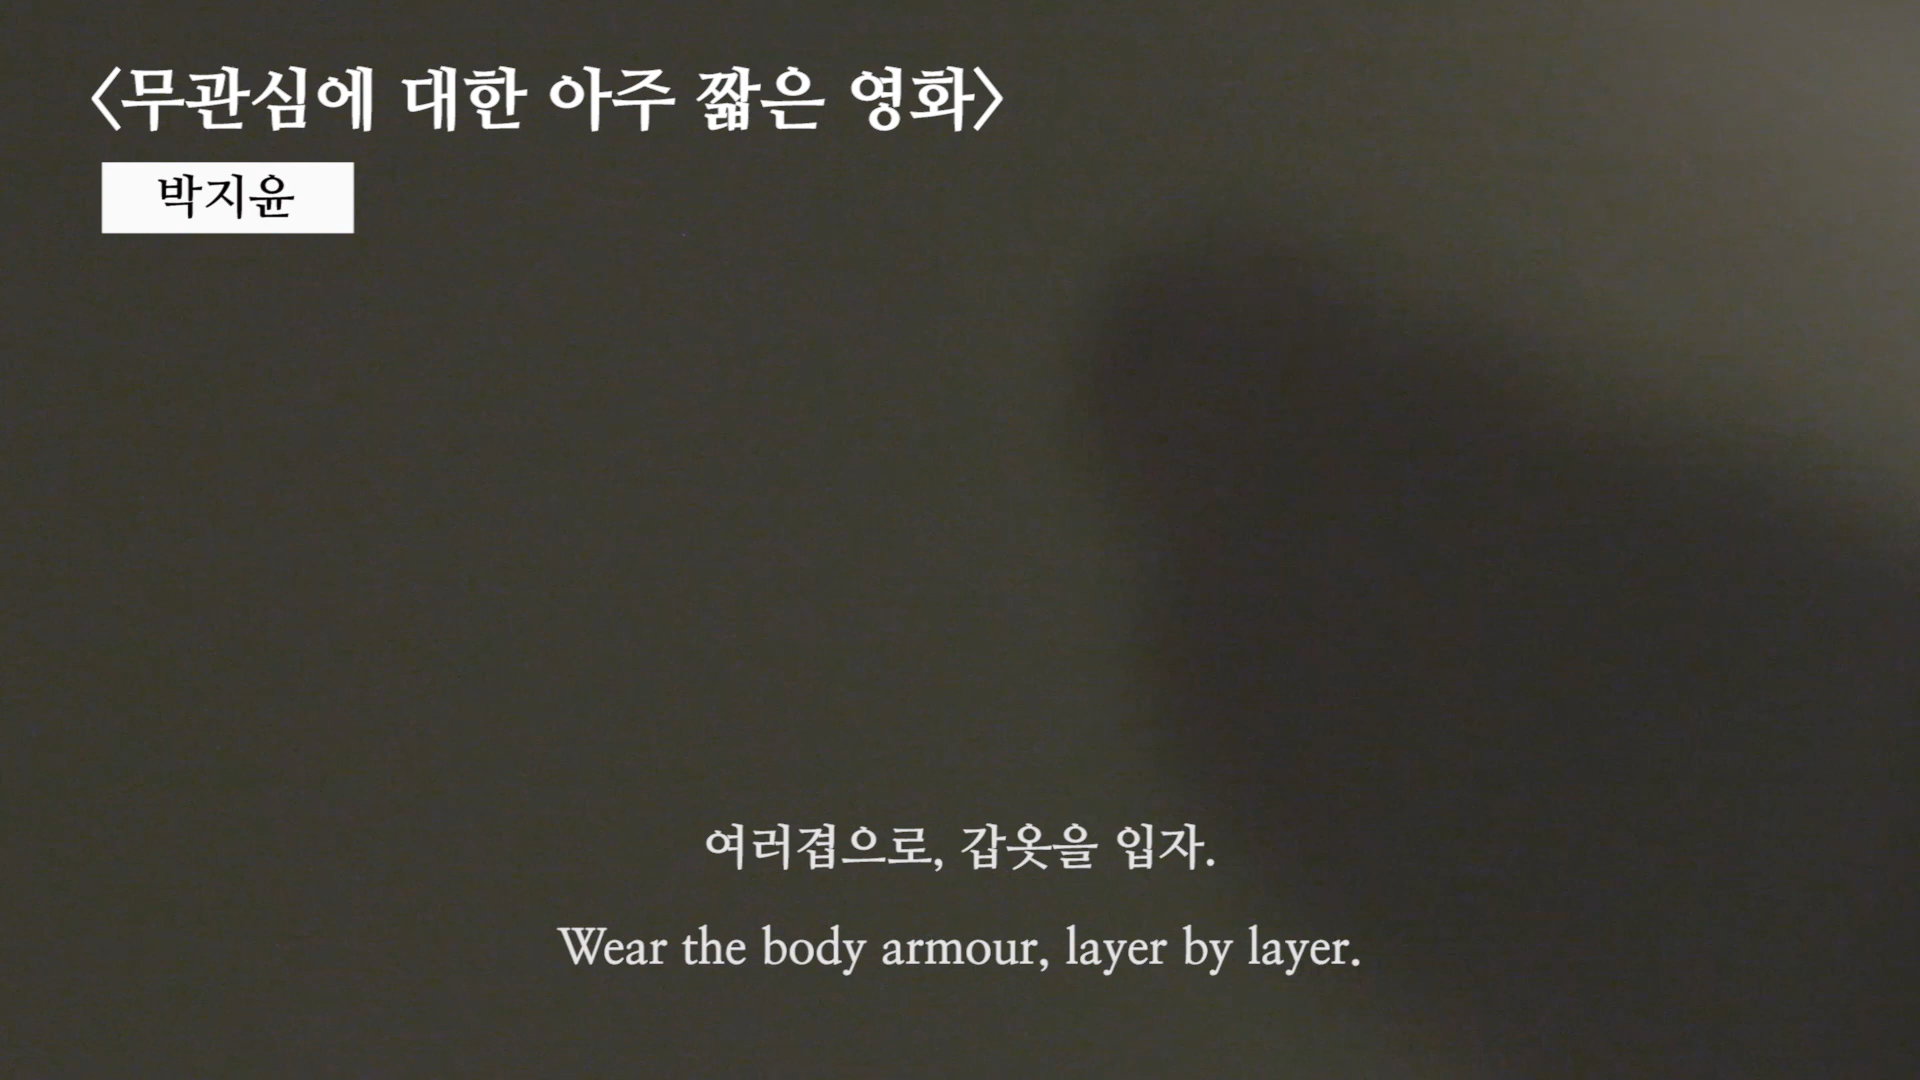 〈무관심에 대한 아주 짧은 영화〉
박지윤
여러겹으로, 갑옷을 입자.
Wear the body armour, layer by layer.